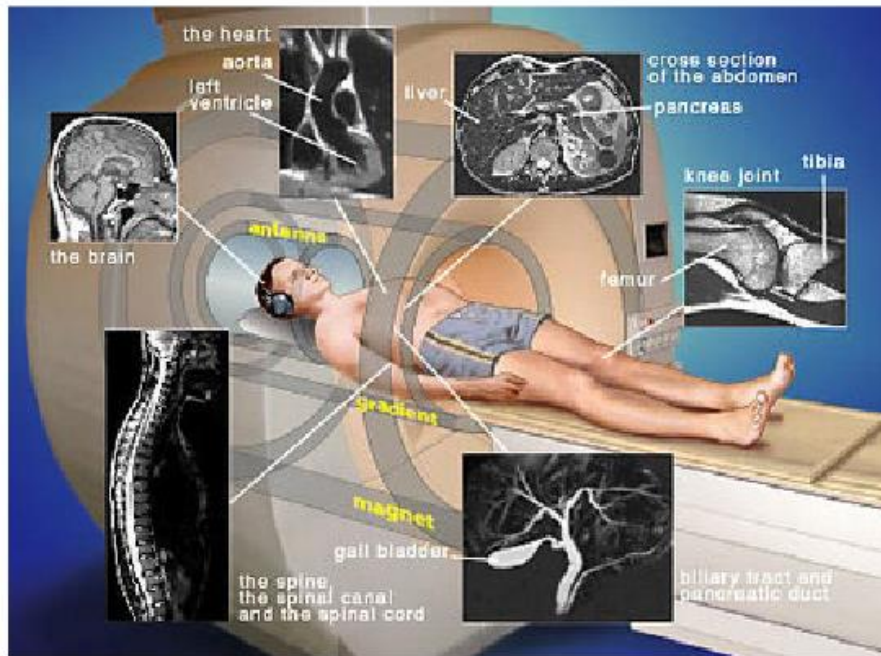 the heart
aorta
left
ventricle
liver
cross section
of the abdomen
pancreas
tibia
knee joint
femur
the brain
antenna
gradient
magnet
gall bladder
biliary tract and
pancreatic duct
the spine,
the spinal canal
and the spinal cord